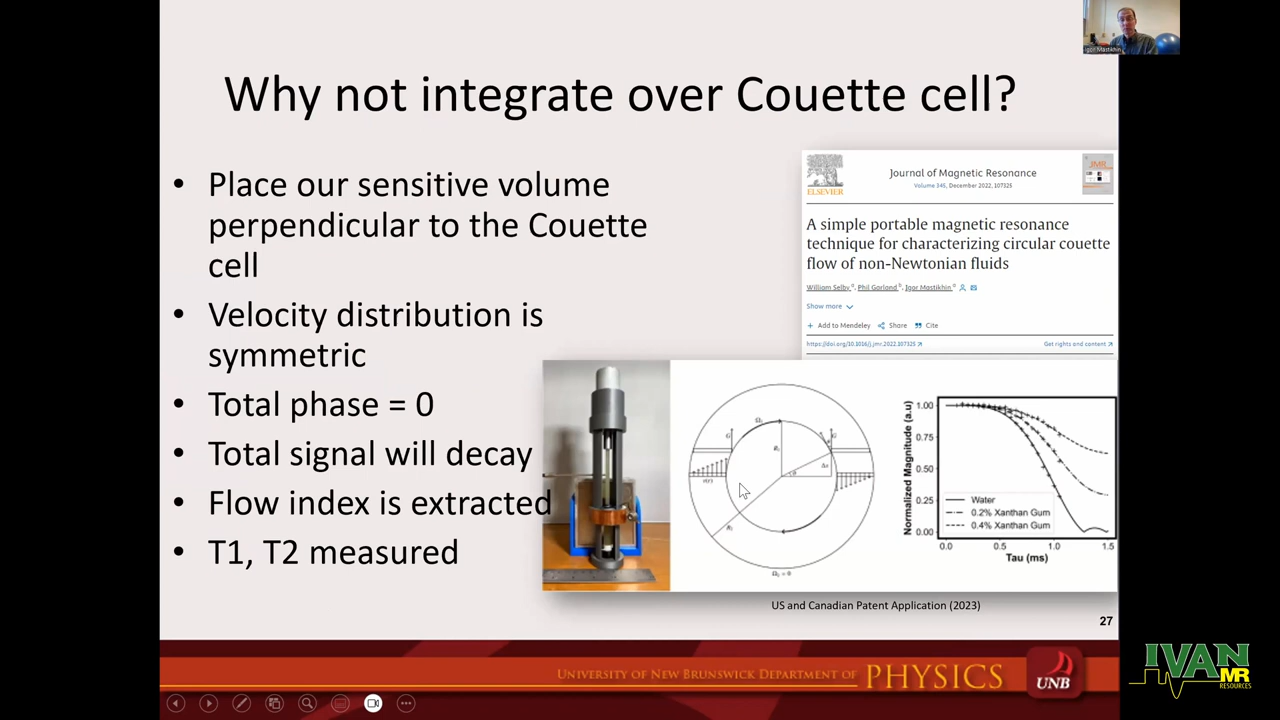 Igor Mastikhin
Why not integrate over Couette cell?
• Place our sensitive volume
perpendicular to the Couette
cell
• Velocity distribution is
symmetric
• Total phase = 0
• Total signal will decay
• Flow index is extracted
• T1, T2 measured
ELSEVIER
Journal of Magnetic Resonance
Volume 345, December 2022, 107325
JMR
A simple portable magnetic resonance
technique for characterizing circular couette
flow of non-Newtonian fluids
William Selby a, Phil Garland b, Igor Mastikhin a
Show more
+ Add to Mendeley Share Cite
https://doi.org/10.1016/j.jmr.2022.107325 Get rights and content
G
G
R₁
θ
v(r)
R₂
Normalized Magnitude (a.u)
1.00
0.75
0.50
0.25
0.00
Water
0.2% Xanthan Gum
0.4% Xanthan Gum
0.0 0.5 1.0 1.5
Tau (ms)
US and Canadian Patent Application (2023)
27
UNIVERSITY OF NEW BRUNSWICK DEPARTMENT OF PHYSICS
UNB
IVAN
MR
RESOURCES